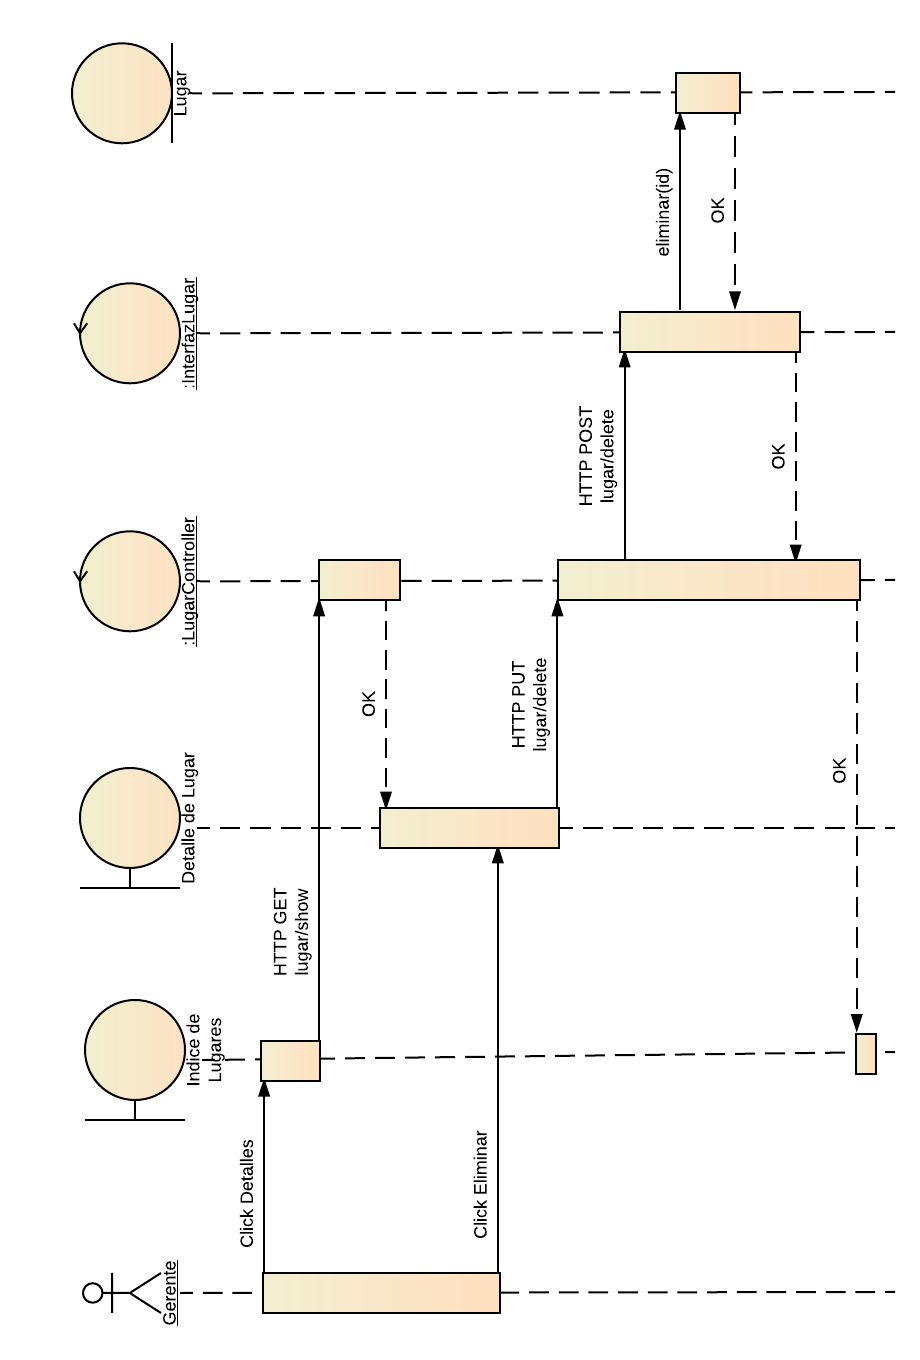 Gerente
Indice de
Lugares
Detalle de Lugar
:LugarController
:InterfazLugar
Lugar
Click Detalles
HTTP GET
lugar/show
OK
Click Eliminar
HTTP PUT
lugar/delete
HTTP POST
lugar/delete
eliminar(id)
OK
OK
OK